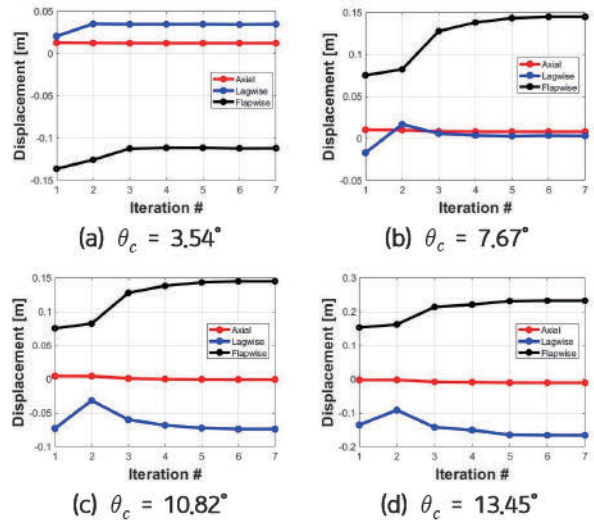 Displacement [m]
0.05
0
-0.05
-0.1
-0.15
Axial
Lagwise
Flapwise
1 2 3 4 5 6 7
Iteration #
(a) θc = 3.54°
Displacement [m]
0.15
0.1
0.05
0
-0.05
Axial
Lagwise
Flapwise
1 2 3 4 5 6 7
Iteration #
(b) θc = 7.67°
Displacement [m]
0.15
0.1
0.05
0
-0.05
-0.1
Axial
Lagwise
Flapwise
1 2 3 4 5 6 7
Iteration #
(c) θc = 10.82°
Displacement [m]
0.3
0.2
0.1
0
-0.1
-0.2
Axial
Lagwise
Flapwise
1 2 3 4 5 6 7
Iteration #
(d) θc = 13.45°